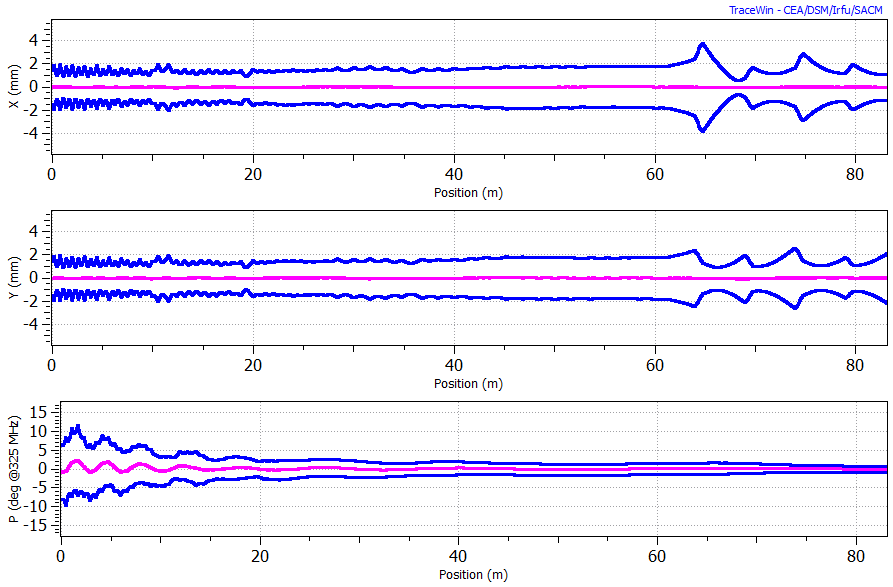 TraceWin - CEA/DSM/Irfu/SACM
X (mm)
4
2
0
-2
-4
0 20 40 60 80
Position (m)
Y (mm)
4
2
0
-2
-4
0 20 40 60 80
Position (m)
P (deg @325 MHz)
15
10
5
0
-5
-10
-15
0 20 40 60 80
Position (m)